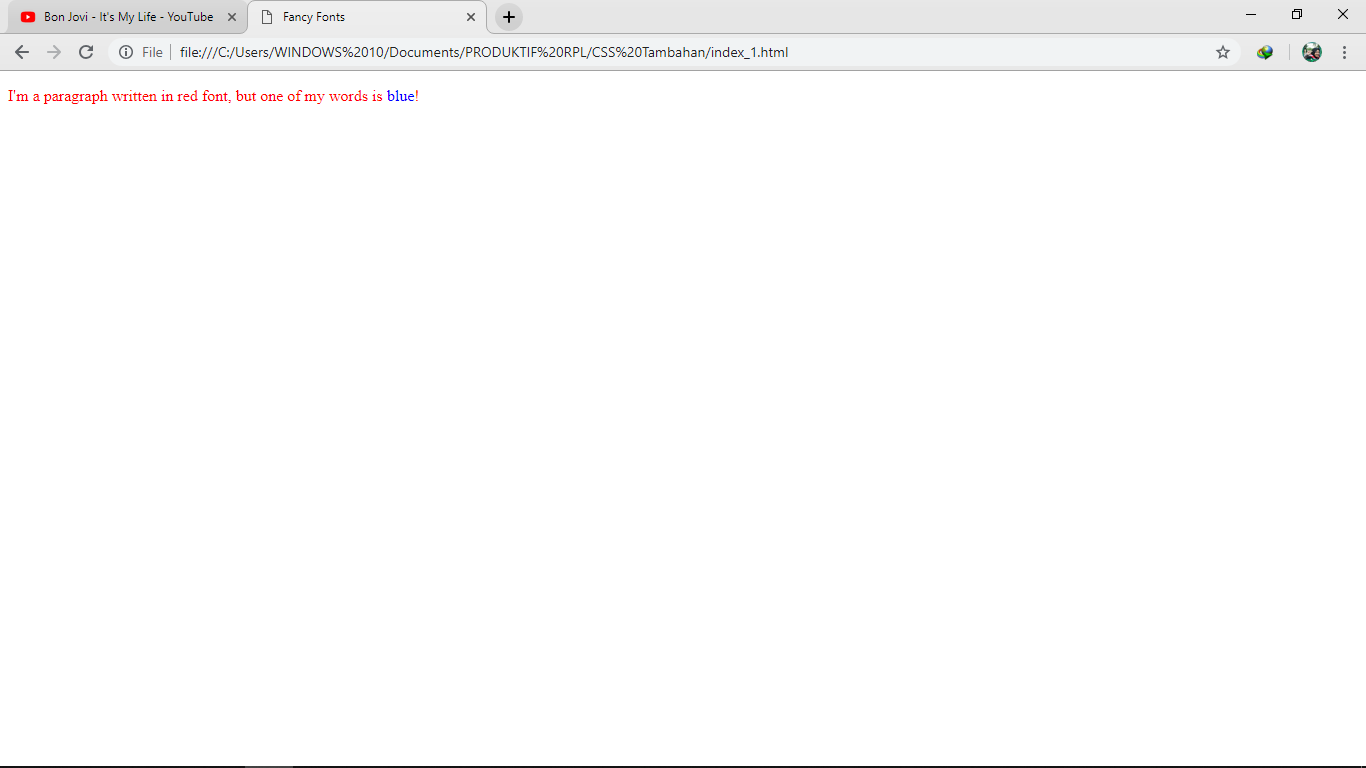 Bon Jovi - It's My Life - YouTube
Fancy Fonts
File
file:///C:/Users/WINDOWS%2010/Documents/PRODUKTIF%20RPL/CSS%20Tambahan/index_1.html
I'm a paragraph written in red font, but one of my words is blue!